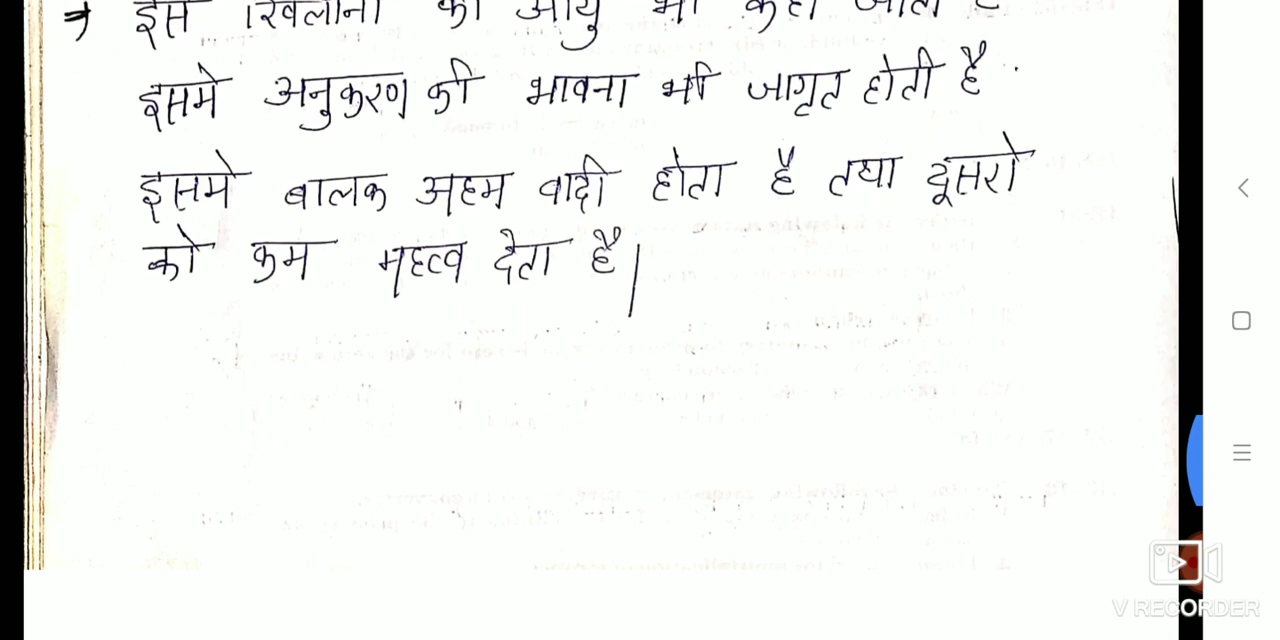 → इसे खिलौनो की आयु भी कहा जाता है
इसमे अनुकरण की भावना भी जागृत होती है .
इसमे बालक अहम वादी होता है तथा दूसरो
को कम महत्व देता है|
V RECORDER